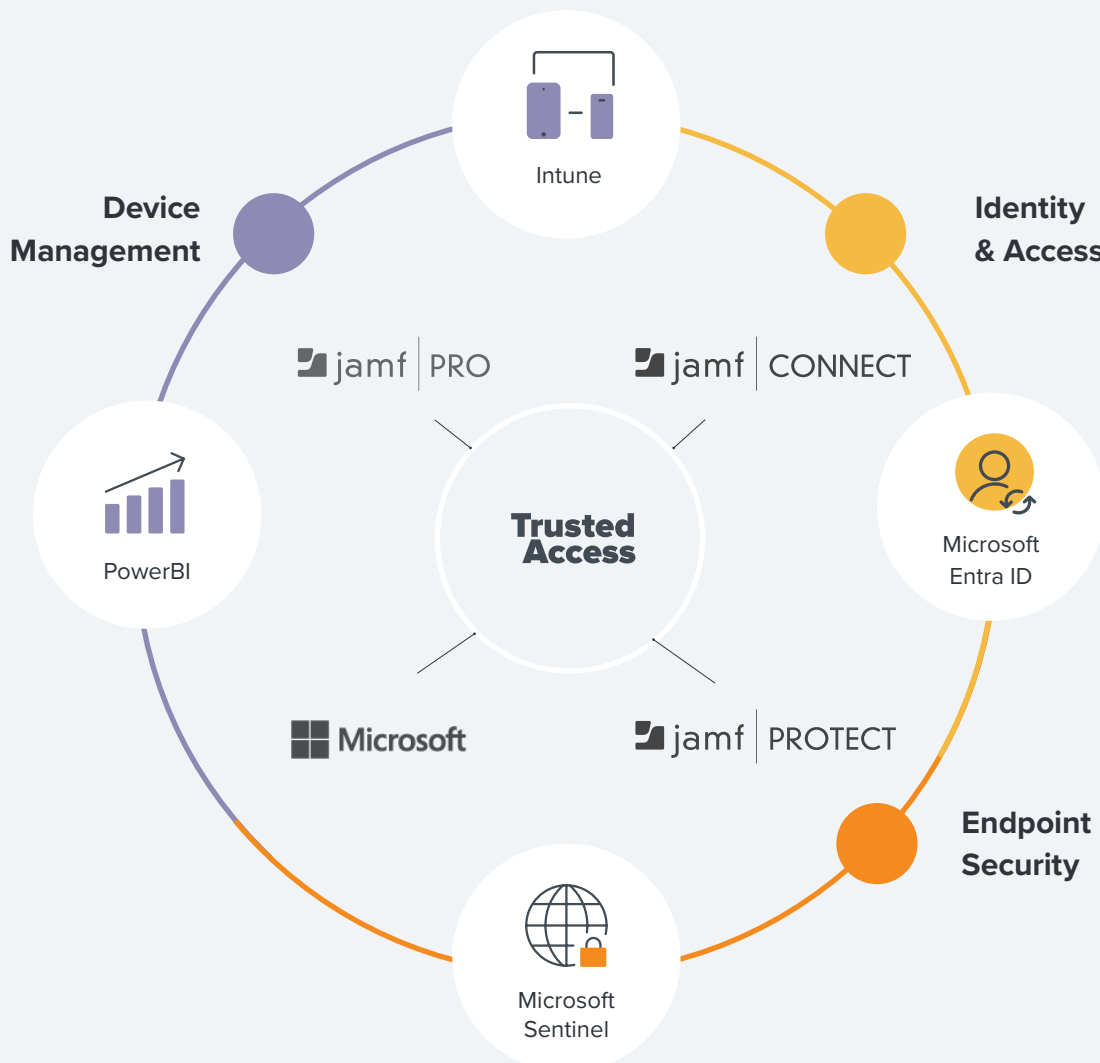 Intune
Device
Management
Identity
& Access
jamf | PRO
jamf | CONNECT
Trusted
Access
PowerBI
Microsoft
Entra ID
Microsoft
jamf | PROTECT
Endpoint
Security
Microsoft
Sentinel